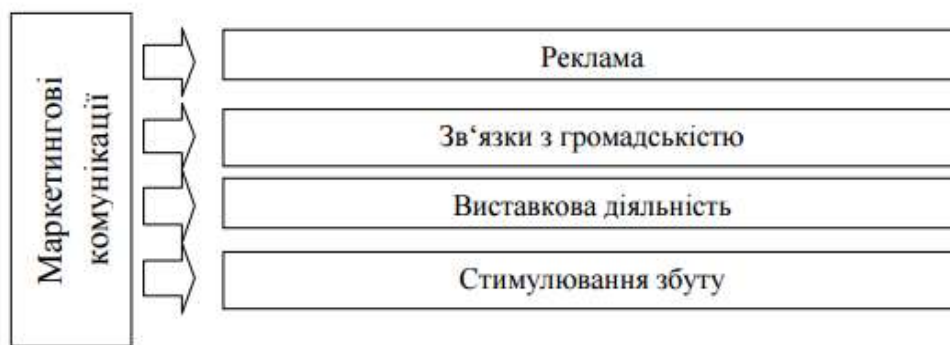 Маркетингові
комунікації
Реклама
Зв‘язки з громадськістю
Виставкова діяльність
Стимулювання збуту